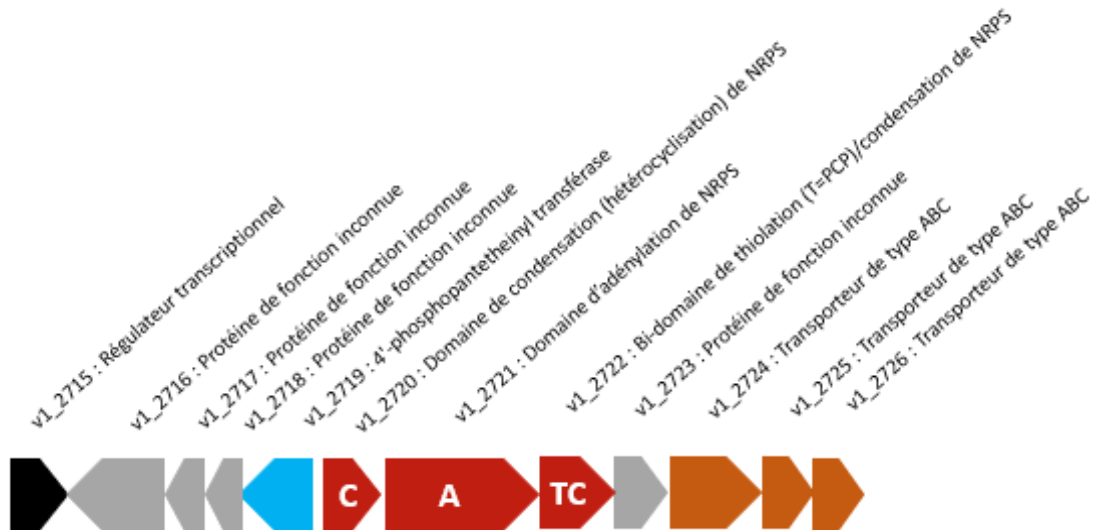 v1_2715 : Régulateur transcriptionnel
v1_2716 : Protéine de fonction inconnue
v1_2717 : Protéine de fonction inconnue
v1_2718 : Protéine de fonction inconnue
v1_2719 : 4'-phosphopantetheinyl transférase
v1_2720 : Domaine de condensation (hétérocyclisation) de NRPS
v1_2721 : Domaine d'adénylation de NRPS
v1_2722 : Bi-domaine de thiolation (T=PCP)/condensation de NRPS
v1_2723 : Protéine de fonction inconnue
v1_2724 : Transporteur de type ABC
v1_2725 : Transporteur de type ABC
v1_2726 : Transporteur de type ABC
C
A
TC